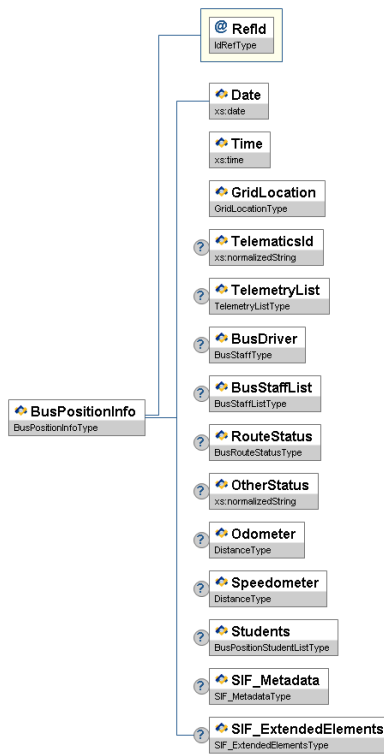 @ RefId
IdRefType
Date
xs:date
Time
xs:time
GridLocation
GridLocationType
? TelematicsId
xs:normalizedString
? TelemetryList
TelemetryListType
? BusDriver
BusStaffType
? BusStaffList
BusStaffListType
BusPositionInfo
BusPositionInfoType
? RouteStatus
BusRouteStatusType
? OtherStatus
xs:normalizedString
? Odometer
DistanceType
? Speedometer
DistanceType
? Students
BusPositionStudentListType
? SIF_Metadata
SIF_MetadataType
? SIF_ExtendedElements
SIF_ExtendedElementsType